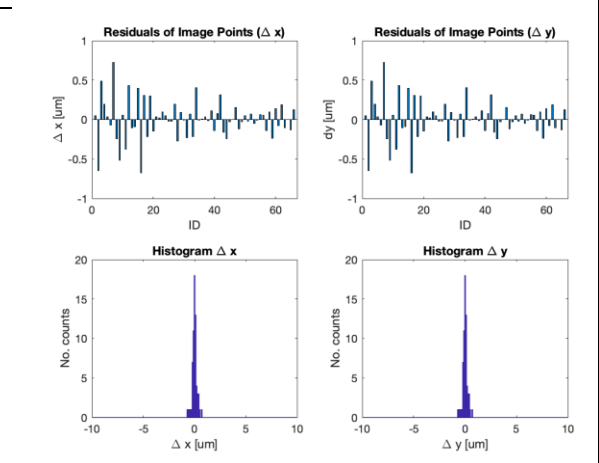 Residuals of Image Points (Δ x)
1
0.5
0
-0.5
-1
Δ x [um]
0 20 40 60
ID
Residuals of Image Points (Δ y)
1
0.5
0
-0.5
-1
dy [um]
0 20 40 60
ID
Histogram Δ x
20
15
10
5
0
No. counts
-10 -5 0 5 10
Δ x [um]
Histogram Δ y
20
15
10
5
0
No. counts
-10 -5 0 5 10
Δ y [um]